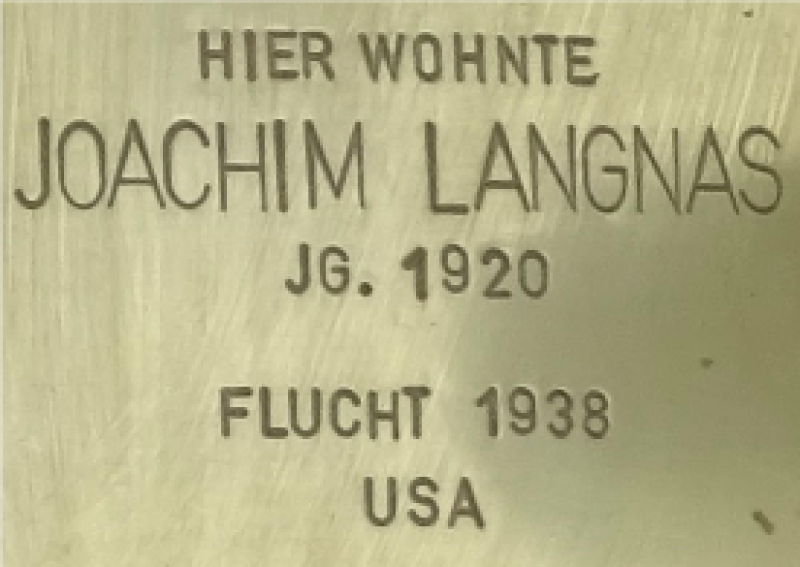 HIER WOHNTE
JOACHIM LANGNAS
JG. 1920
FLUCHT 1938
USA